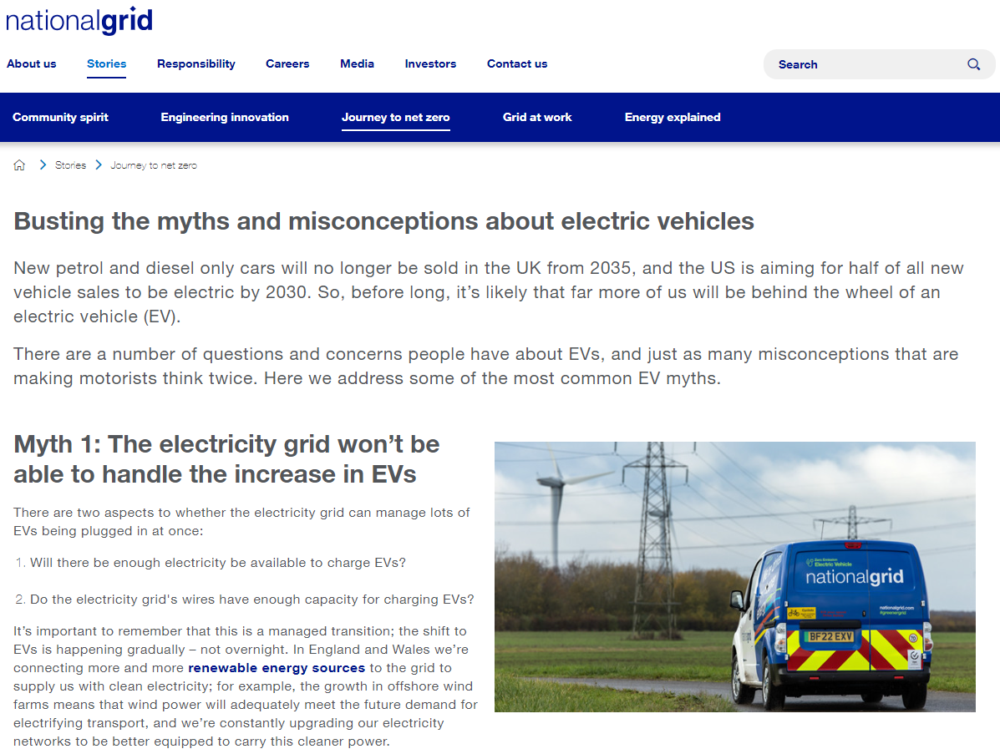 nationalgrid
About us Stories Responsibility Careers Media Investors Contact us Search
Community spirit Engineering innovation Journey to net zero Grid at work Energy explained
Stories Journey to net zero
Busting the myths and misconceptions about electric vehicles
New petrol and diesel only cars will no longer be sold in the UK from 2035, and the US is aiming for half of all new
vehicle sales to be electric by 2030. So, before long, it’s likely that far more of us will be behind the wheel of an
electric vehicle (EV).
There are a number of questions and concerns people have about EVs, and just as many misconceptions that are
making motorists think twice. Here we address some of the most common EV myths.
Myth 1: The electricity grid won’t be
able to handle the increase in EVs
There are two aspects to whether the electricity grid can manage lots of
EVs being plugged in at once:
1. Will there be enough electricity be available to charge EVs?
2. Do the electricity grid's wires have enough capacity for charging EVs?
It’s important to remember that this is a managed transition; the shift to
EVs is happening gradually – not overnight. In England and Wales we’re
connecting more and more renewable energy sources to the grid to
supply us with clean electricity; for example, the growth in offshore wind
farms means that wind power will adequately meet the future demand for
electrifying transport, and we’re constantly upgrading our electricity
networks to be better equipped to carry this cleaner power.
Zero Emission
Electric Vehicle
nationalgrid
nationalgrid.com
#greenergrid
BF22 EXV